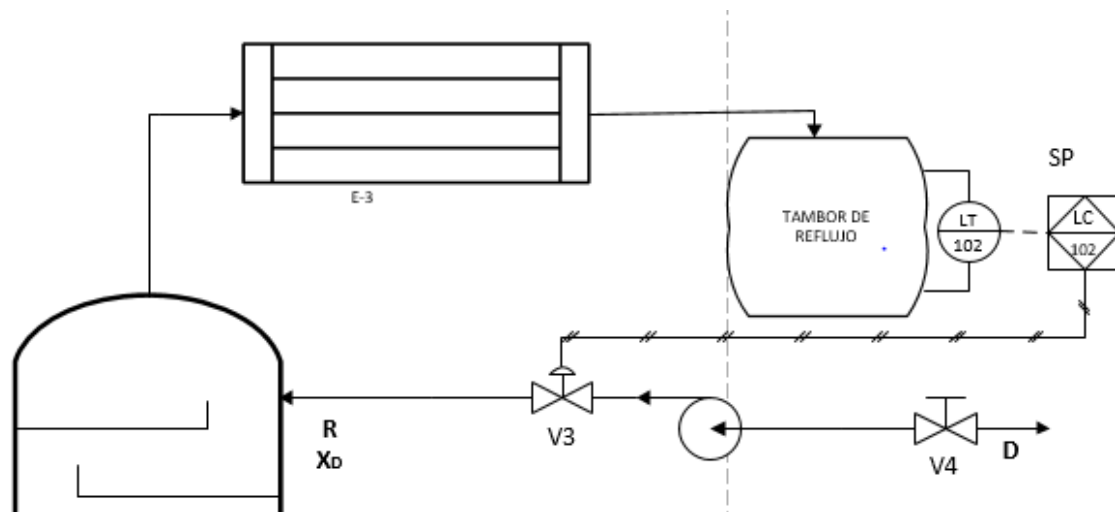 E-3
TAMBOR DE
REFLUJO
LT
102
SP
LC
102
V3
R
XD
V4
D